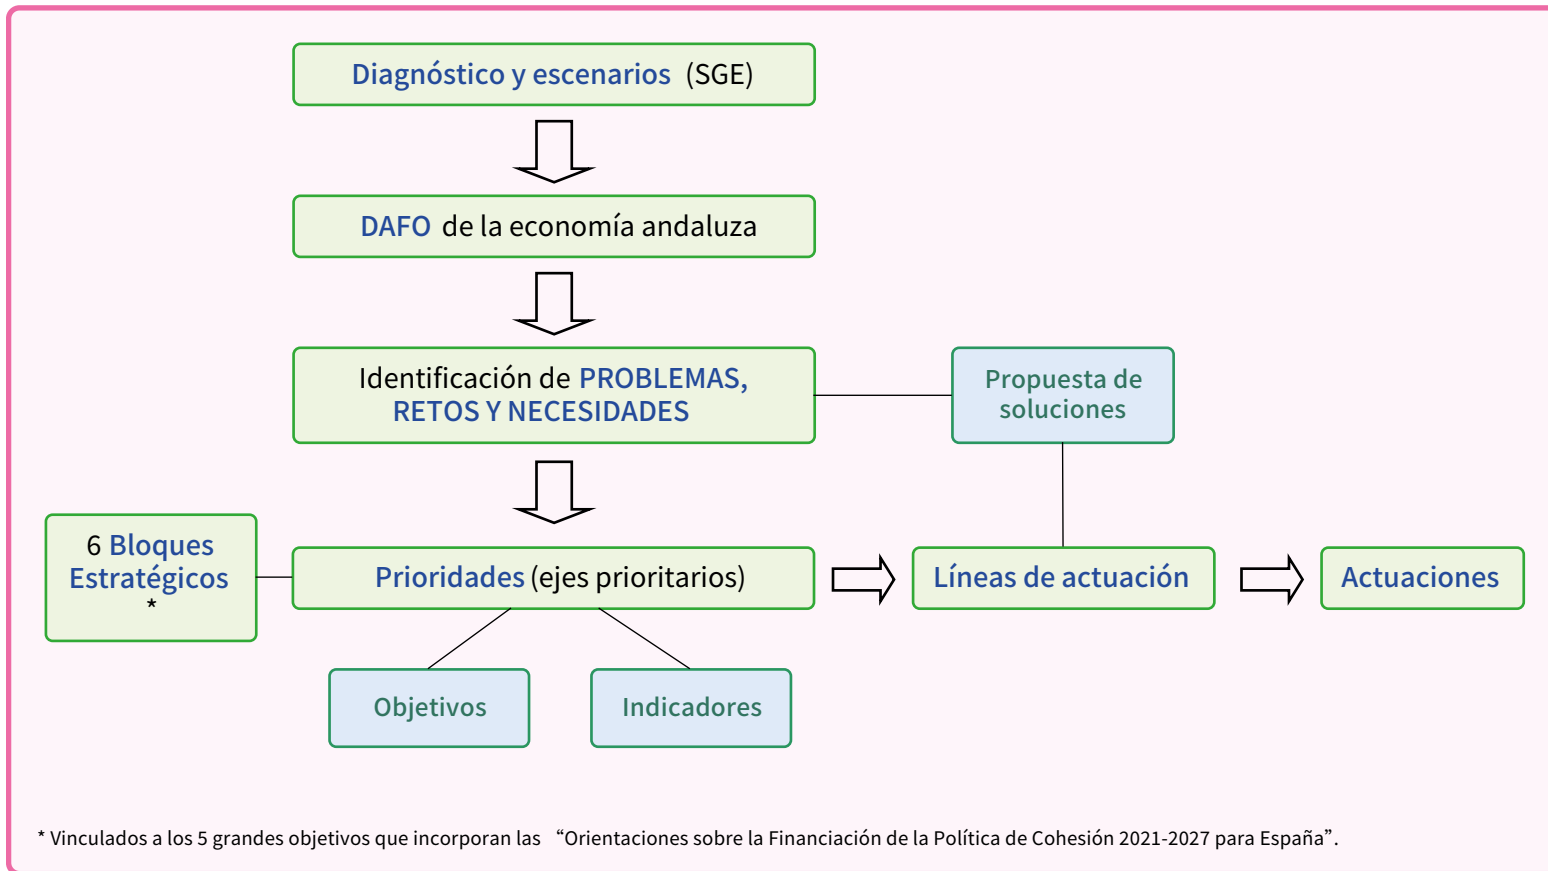 Diagnóstico y escenarios (SGE)
DAFO de la economía andaluza
Identificación de PROBLEMAS,
RETOS Y NECESIDADES
Propuesta de
soluciones
6 Bloques
Estratégicos
*
Prioridades (ejes prioritarios)
Líneas de actuación
Actuaciones
Objetivos
Indicadores
* Vinculados a los 5 grandes objetivos que incorporan las “Orientaciones sobre la Financiación de la Política de Cohesión 2021-2027 para España”.